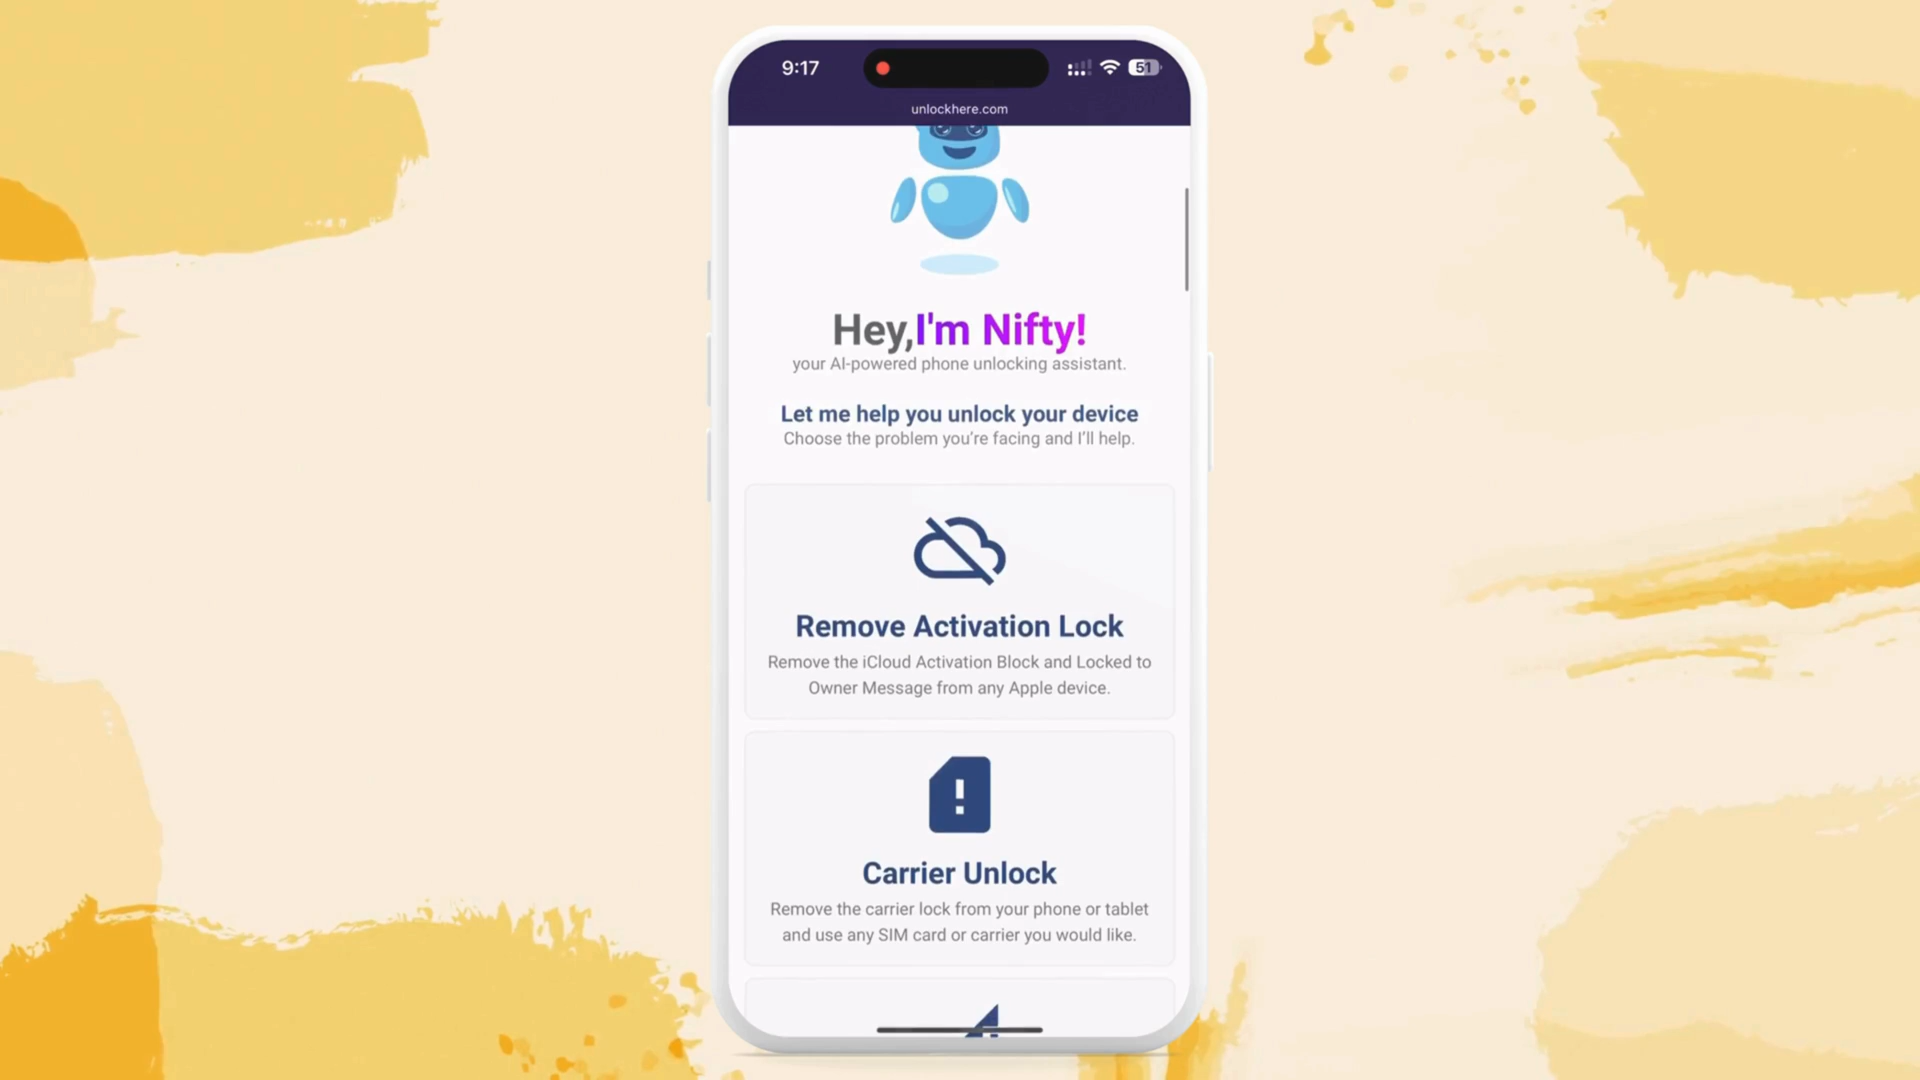 9:17
51
unlockhere.com
Hey,I'm Nifty!
your AI-powered phone unlocking assistant.
Let me help you unlock your device
Choose the problem you're facing and I'll help.
Remove Activation Lock
Remove the iCloud Activation Block and Locked to
Owner Message from any Apple device.
Carrier Unlock
Remove the carrier lock from your phone or tablet
and use any SIM card or carrier you would like.